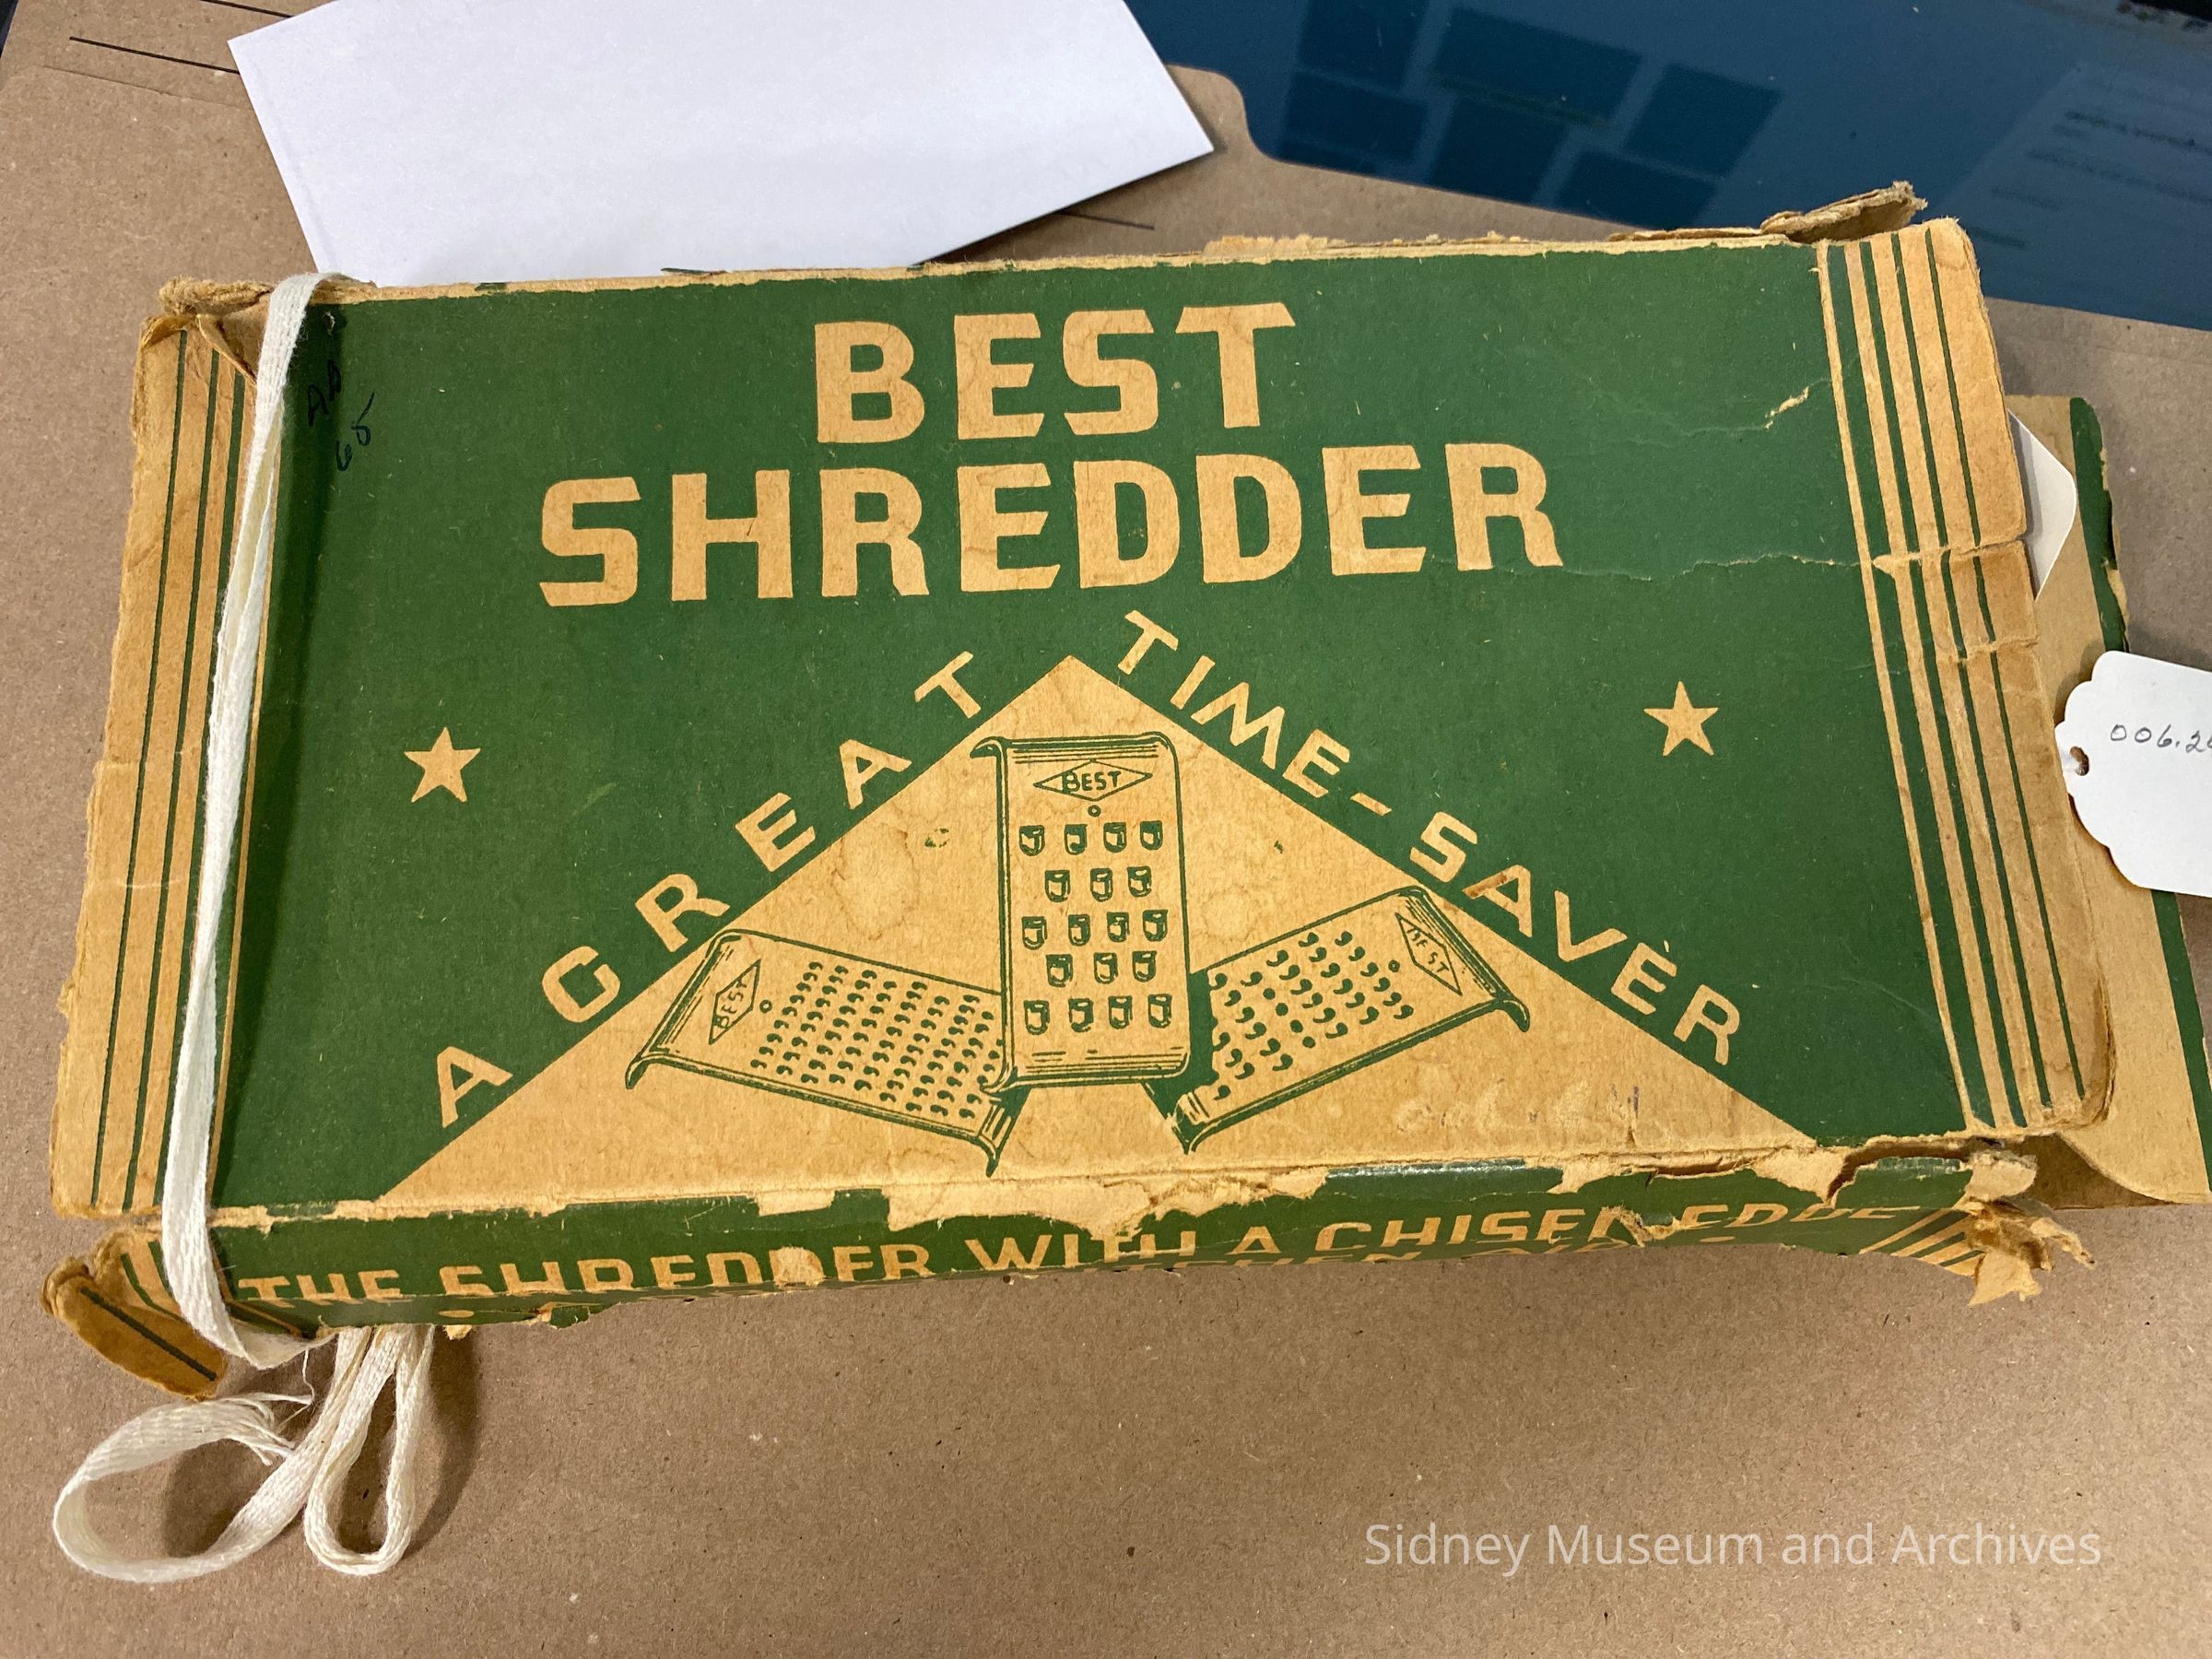 BEST
SHREDDER
A GREAT TIME-SAVER
BEST
BEST
BEST
THE SHREDDER WITH A CHISEL EDGE
65
006.2
Sidney Museum and Archives